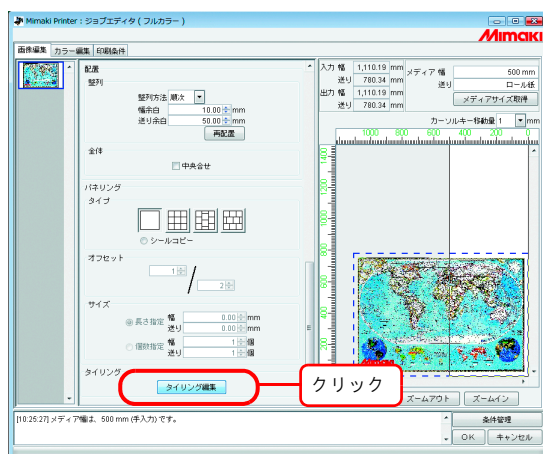 Mimaki Printer : ジョブエディタ ( フルカラー )
Mimaki
画像編集 カラー編集 印刷条件
配置
整列
整列方法 順次
幅余白 10.00 mm
送り余白 50.00 mm
再配置
全体
中央合せ
パネリング
タイプ
シールコピー
オフセット
1 / 2
サイズ
長さ指定 幅 0.00 mm
送り 0.00 mm
個数指定 幅 1 個
送り 1 個
タイリング
タイリング編集
クリック
入力 幅 1,110.19 mm
送り 780.34 mm
出力 幅 1,110.19 mm
送り 780.34 mm
メディア 幅 500 mm
送り ロール紙
メディアサイズ取得
カーソルキー移動量 1 mm
1000 800 600 400 200 0
1400
1200
1000
800
600
400
200
ズームアウト ズームイン
[10:25:27] メディア幅は、500 mm (手入力) です。
条件管理
OK キャンセル